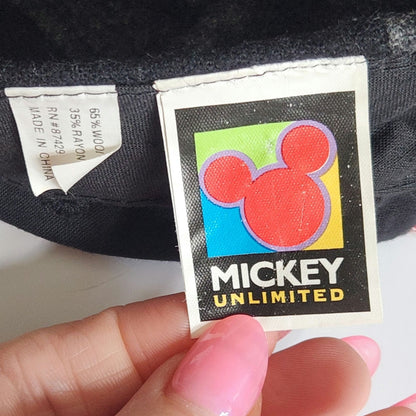 65% WOOL
35% RAYON
RN#87429
MADE IN CHINA
MICKEY
UNLIMITED